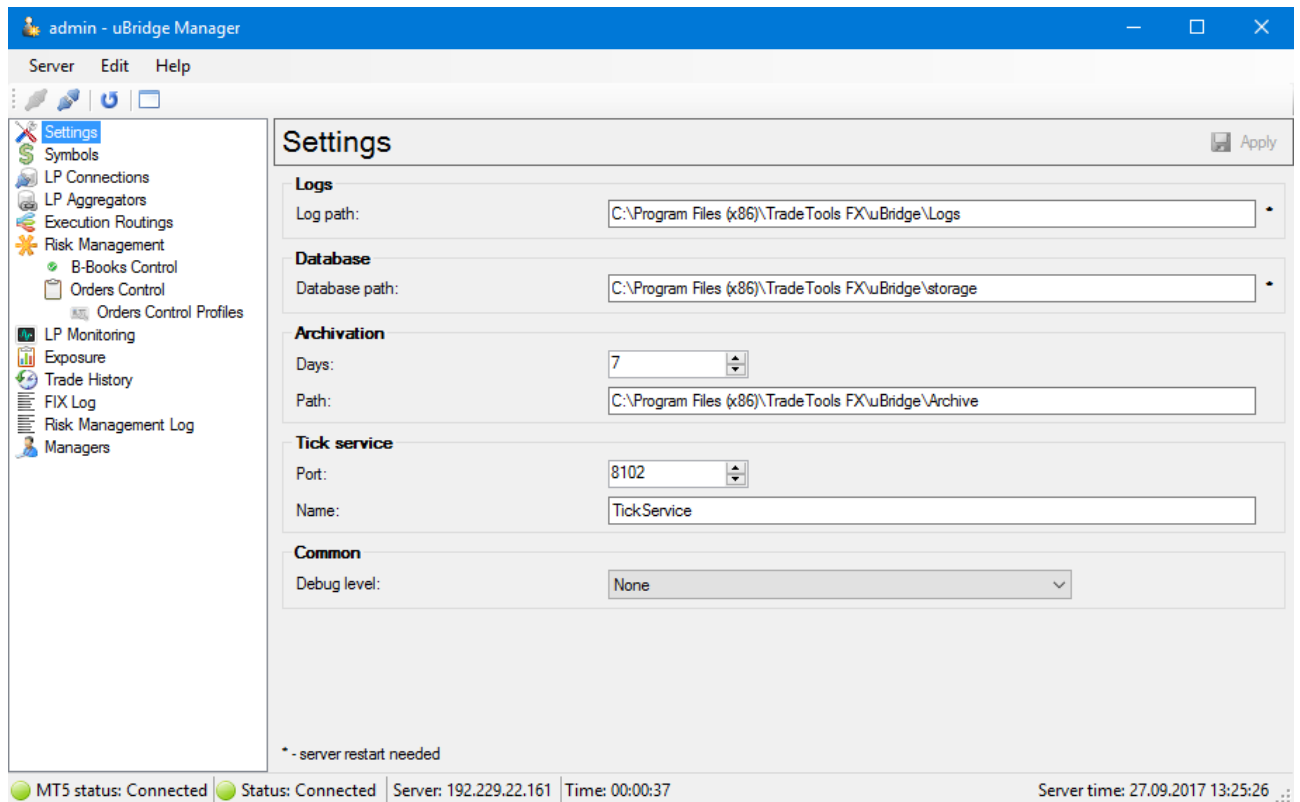 admin - uBridge Manager
Server Edit Help
Settings
Symbols
LP Connections
LP Aggregators
Execution Routings
Risk Management
B-Books Control
Orders Control
Orders Control Profiles
LP Monitoring
Exposure
Trade History
FIX Log
Risk Management Log
Managers
Settings
Apply
Logs
Log path: C:\Program Files (x86)\TradeTools FX\uBridge\Logs *
Database
Database path: C:\Program Files (x86)\TradeTools FX\uBridge\storage *
Archivation
Days: 7
Path: C:\Program Files (x86)\TradeTools FX\uBridge\Archive
Tick service
Port: 8102
Name: TickService
Common
Debug level: None
* - server restart needed
MT5 status: Connected Status: Connected Server: 192.229.22.161 Time: 00:00:37 Server time: 27.09.2017 13:25:26